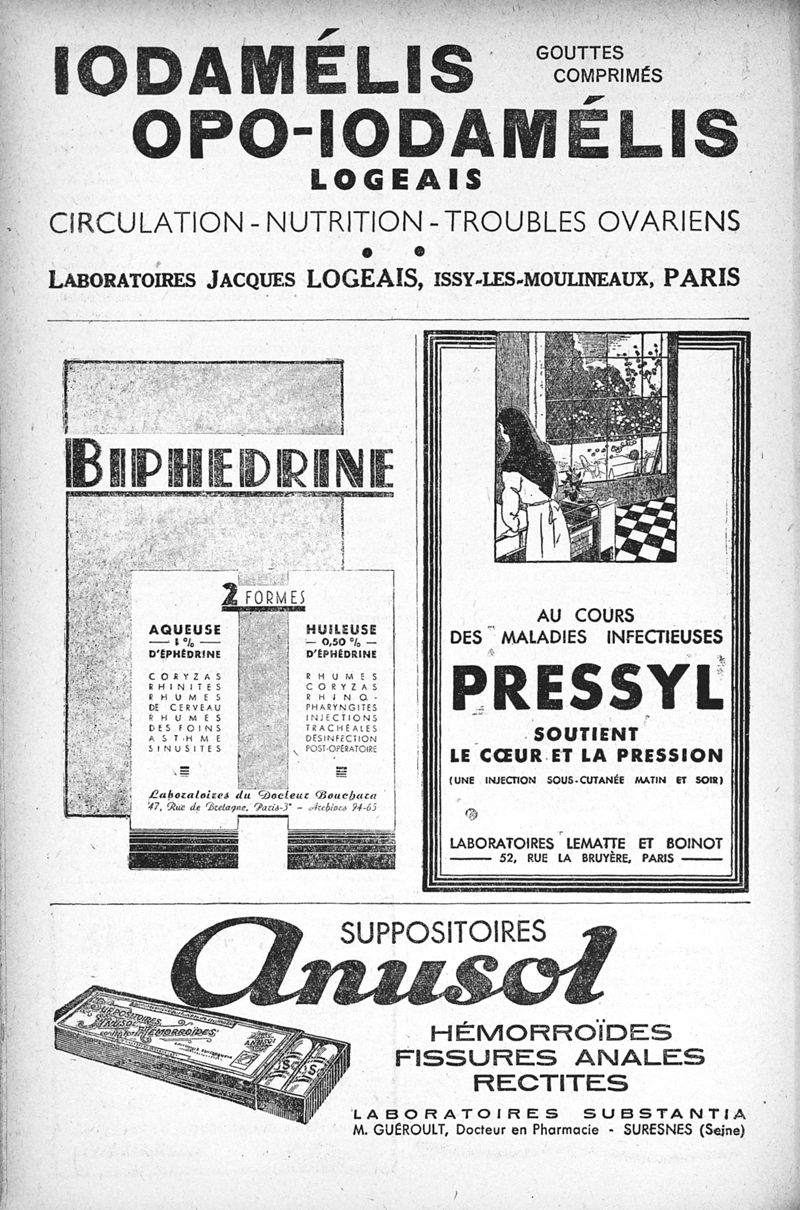 IODAMÉLIS
GOUTTES
COMPRIMÉS
OPO-IODAMÉLIS
LOGEAIS
CIRCULATION - NUTRITION - TROUBLES OVARIENS
LABORATOIRES JACQUES LOGEAIS, ISSY-LES-MOULINEAUX, PARIS
BIPHEDRINE
2 FORMES
AQUEUSE
1 %
D'ÉPHÉDRINE
CORYZAS
RHINITES
RHUMES
DE CERVEAU
RHUMES
DES FOINS
ASTHME
SINUSITES
HUILEUSE
0,50 %
D'ÉPHÉDRINE
RHUMES
CORYZAS
RHINO-
PHARYNGITES
INJECTIONS
TRACHÉALES
DÉSINFECTION
POST-OPÉRATOIRE
Laboratoires du Docteur Bouchara
47, Rue de Bretagne, Paris-3e - Archives 94-65
AU COURS
DES MALADIES INFECTIEUSES
PRESSYL
SOUTIENT
LE CŒUR ET LA PRESSION
(UNE INJECTION SOUS-CUTANÉE MATIN ET SOIR)
LABORATOIRES LEMATTE ET BOINOT
52, RUE LA BRUYÈRE, PARIS
SUPPOSITOIRES
Anusol
SUPPOSITOIRES
ANUSOL
HÉMORROÏDES
ANUSOL
HÉMORROÏDES
FISSURES ANALES
RECTITES
LABORATOIRES SUBSTANTIA
M. GUÉROULT, Docteur en Pharmacie - SURESNES (Seine)